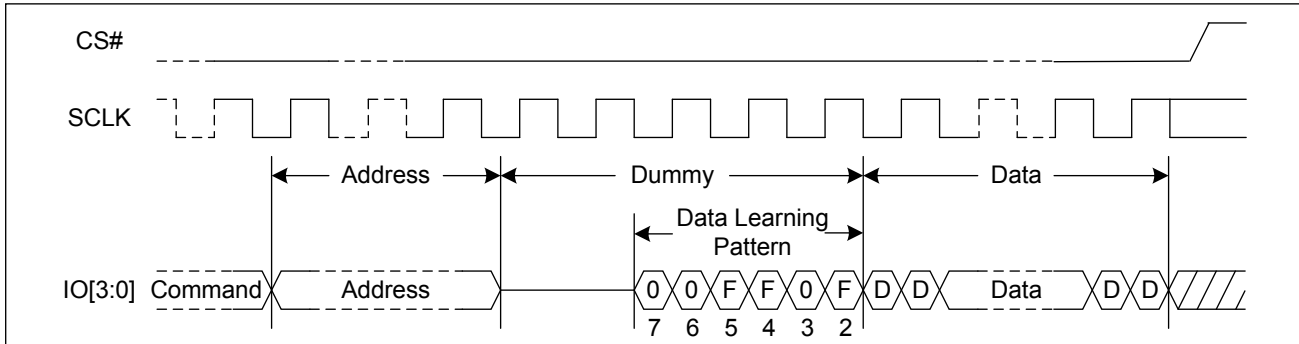 CS#
SCLK
Address Dummy Data
Data Learning
Pattern
IO[3:0] Command Address 0 0 F F 0 F D D Data D D
7 6 5 4 3 2